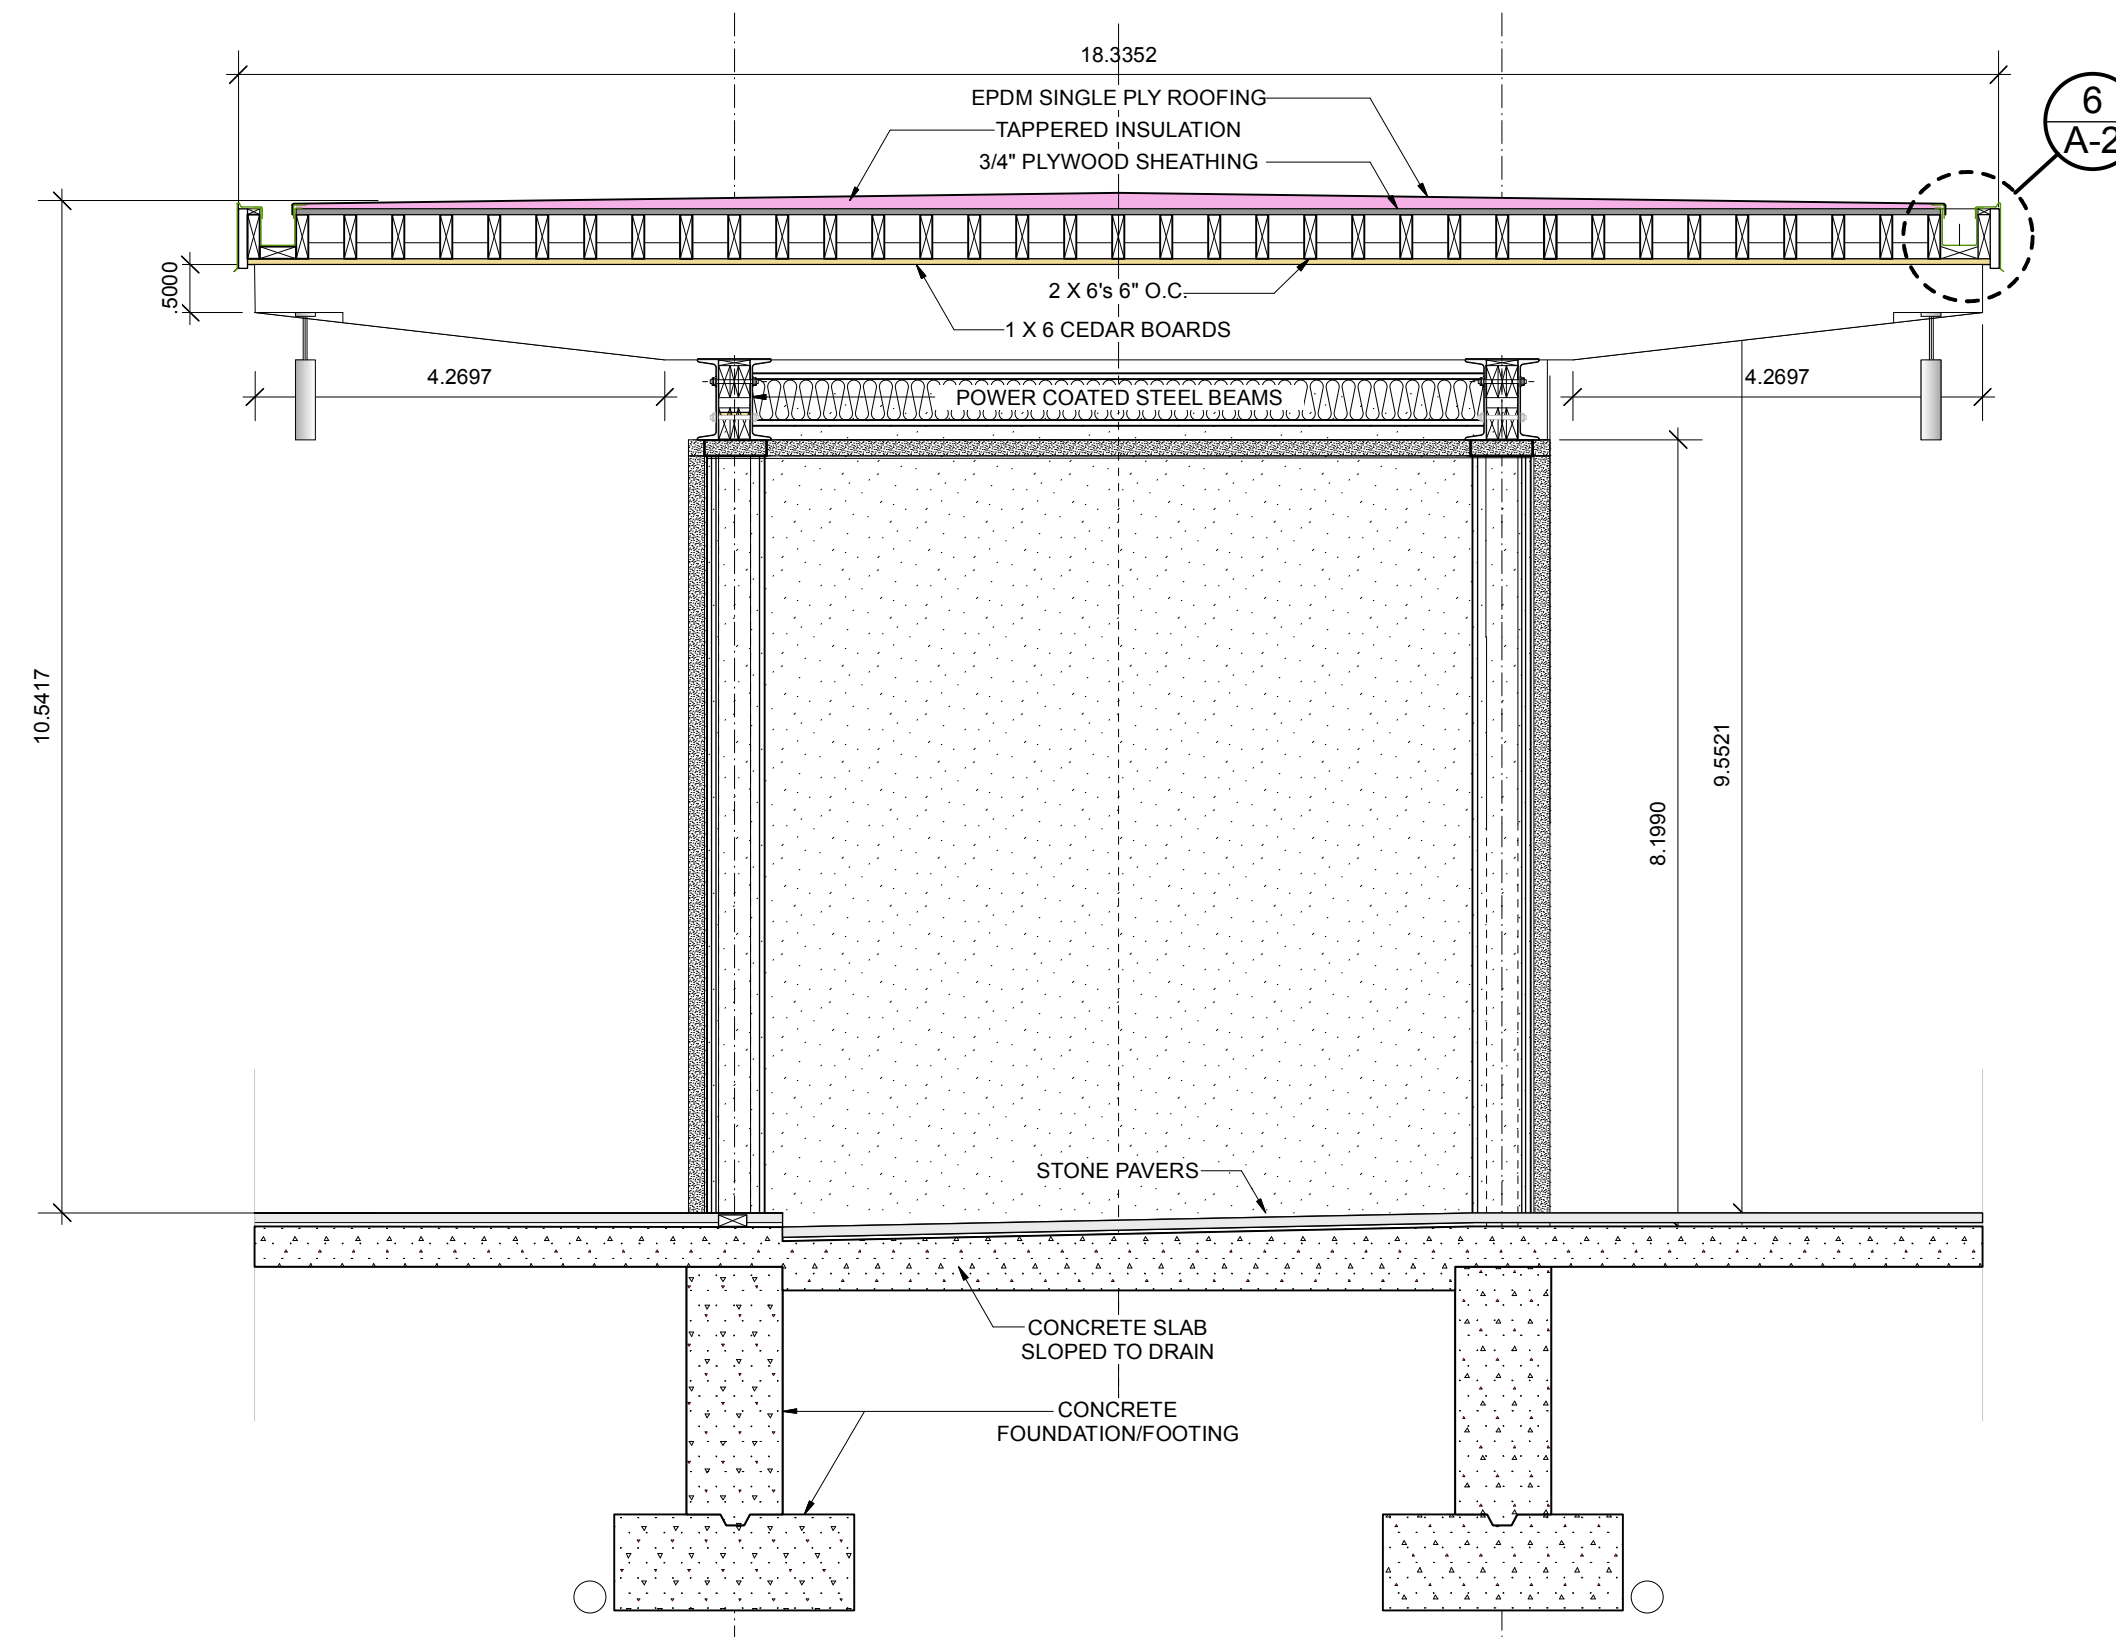 18.3352
EPDM SINGLE PLY ROOFING
TAPPERED INSULATION
3/4" PLYWOOD SHEATHING
6
A-2
.5000
2 X 6's 6" O.C.
1 X 6 CEDAR BOARDS
4.2697
4.2697
POWER COATED STEEL BEAMS
10.5417
9.5521
8.1990
STONE PAVERS
CONCRETE SLAB
SLOPED TO DRAIN
CONCRETE
FOUNDATION/FOOTING